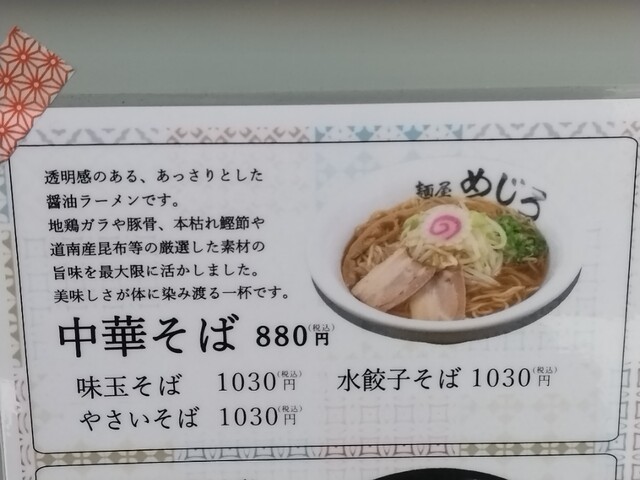 透明感のある、あっさりとした
醤油ラーメンです。
地鶏ガラや豚骨、本枯れ鰹節や
道南産昆布等の厳選した素材の
旨味を最大限に活かしました。
美味しさが体に染み渡る一杯です。
麺屋 めじろ
中華そば 880円(税込)
味玉そば 1030円(税込)
水餃子そば 1030円(税込)
やさいそば 1030円(税込)